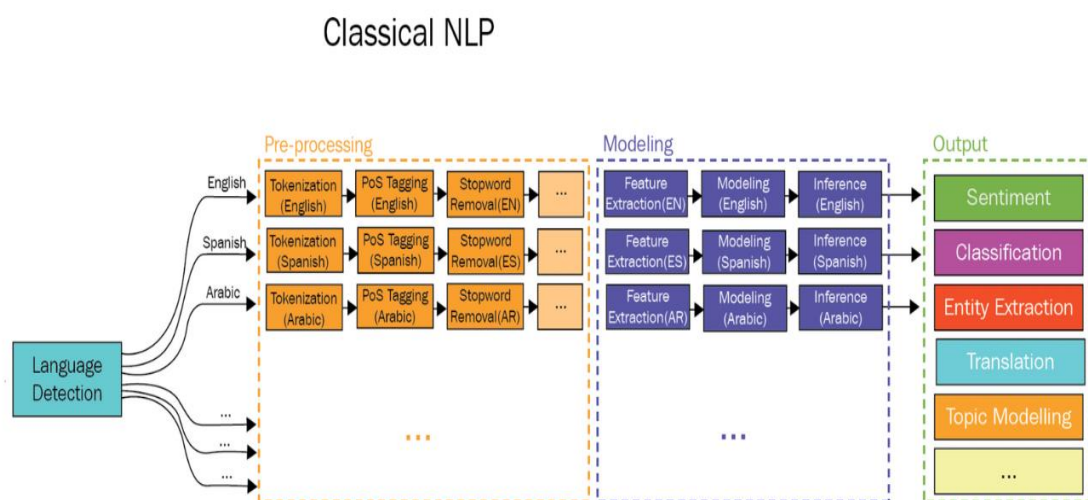 Classical NLP
Pre-processing
Modeling
Output
English
Tokenization
(English)
PoS Tagging
(English)
Stopword
Removal(EN)
...
Feature
Extraction(EN)
Modeling
(English)
Inference
(English)
Sentiment
Spanish
Tokenization
(Spanish)
PoS Tagging
(Spanish)
Stopword
Removal(ES)
...
Feature
Extraction(ES)
Modeling
(Spanish)
Inference
(Spanish)
Classification
Arabic
Tokenization
(Arabic)
PoS Tagging
(Arabic)
Stopword
Removal(AR)
...
Feature
Extraction(AR)
Modeling
(Arabic)
Inference
(Arabic)
Entity Extraction
Language
Detection
Translation
...
...
...
...
...
Topic Modelling
...